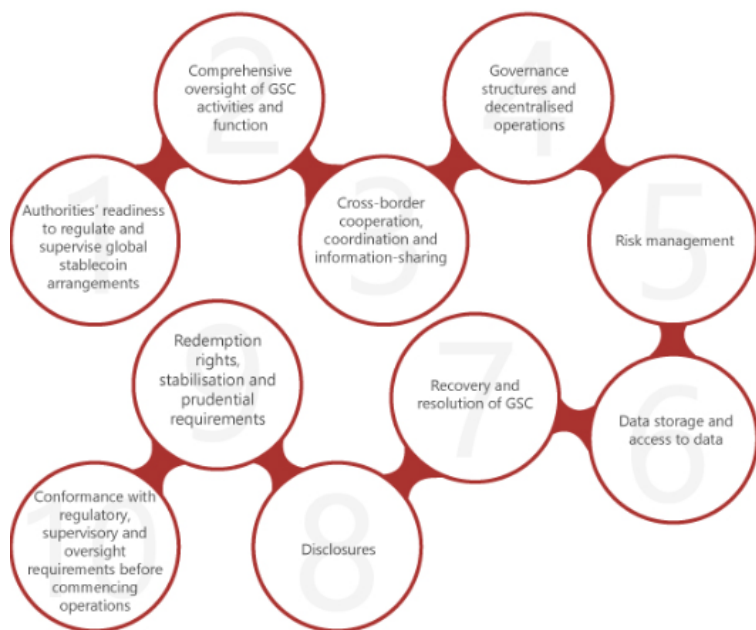 1
Authorities' readiness
to regulate and
supervise global
stablecoin
arrangements
2
Comprehensive
oversight of GSC
activities and
function
3
Cross-border
cooperation,
coordination and
information-sharing
4
Governance
structures and
decentralised
operations
5
Risk management
6
Data storage and
access to data
7
Recovery and
resolution of GSC
8
Disclosures
9
Redemption
rights,
stabilisation and
prudential
requirements
10
Conformance with
regulatory,
supervisory and
oversight
requirements before
commencing
operations